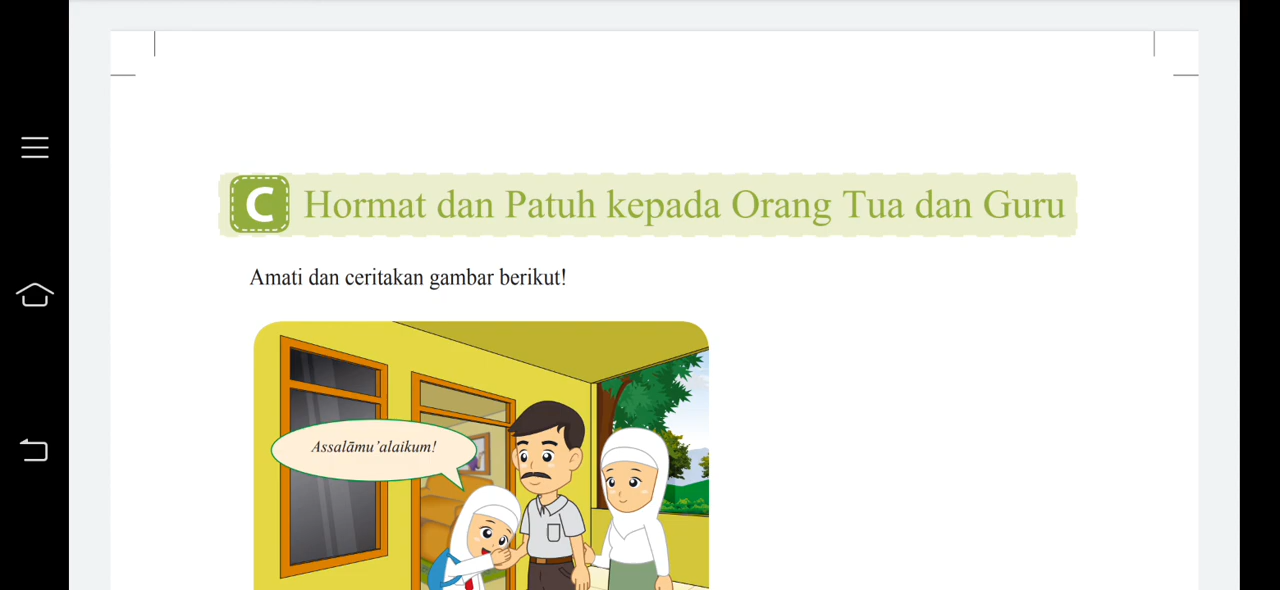 C Hormat dan Patuh kepada Orang Tua dan Guru
Amati dan ceritakan gambar berikut!
Assalāmu'alaikum!